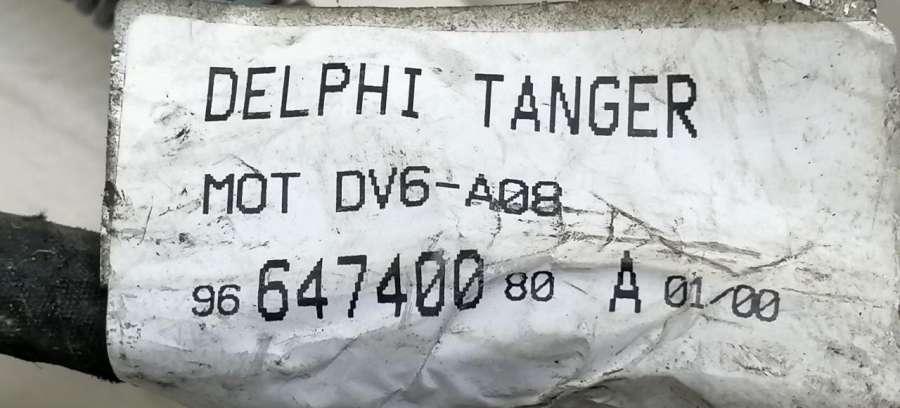 DELPHI TANGER
MOT DV6-A08
96 647400 80 A 01/00